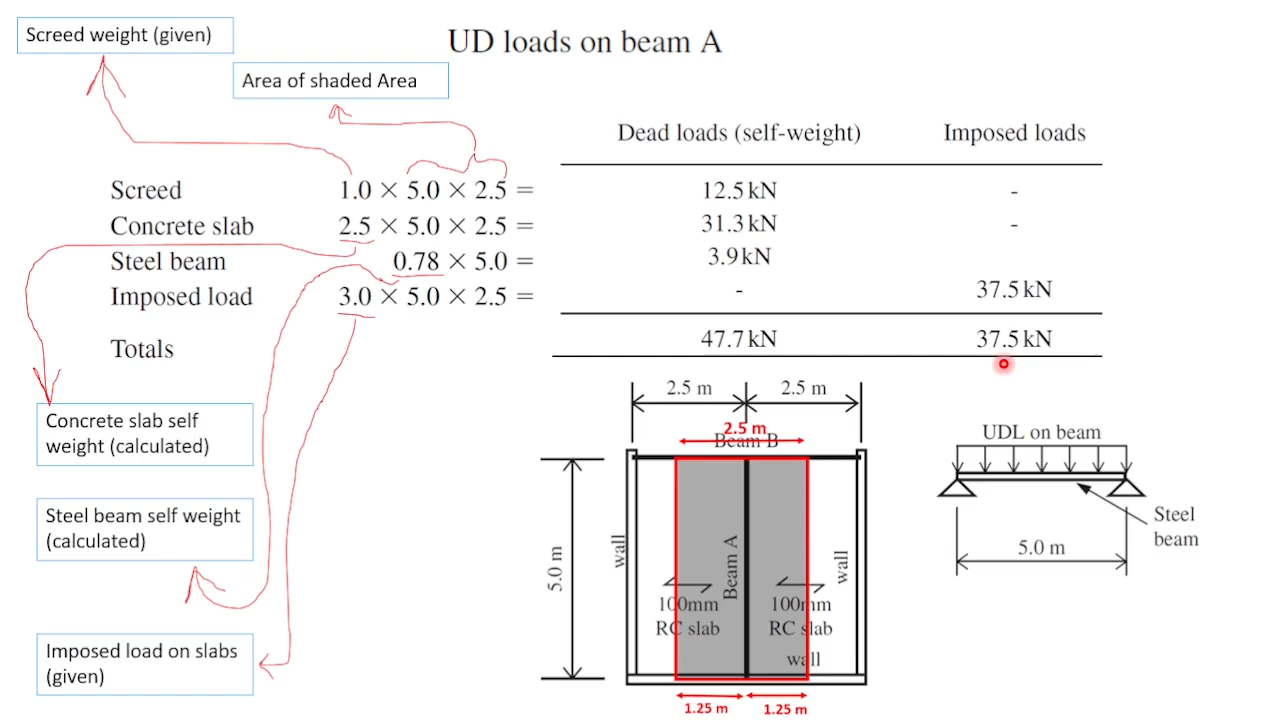 Screed weight (given)
UD loads on beam A
Area of shaded Area
Dead loads (self-weight) Imposed loads
Screed 1.0 × 5.0 × 2.5 = 12.5 kN -
Concrete slab 2.5 × 5.0 × 2.5 = 31.3 kN -
Steel beam 0.78 × 5.0 = 3.9 kN
Imposed load 3.0 × 5.0 × 2.5 = - 37.5 kN
Totals 47.7 kN 37.5 kN
Concrete slab self
weight (calculated)
Steel beam self weight
(calculated)
Imposed load on slabs
(given)
2.5 m 2.5 m
2.5 m
Beam B
5.0 m
wall
Beam A
wall
100mm
RC slab
100mm
RC slab
wall
1.25 m 1.25 m
UDL on beam
Steel
beam
5.0 m